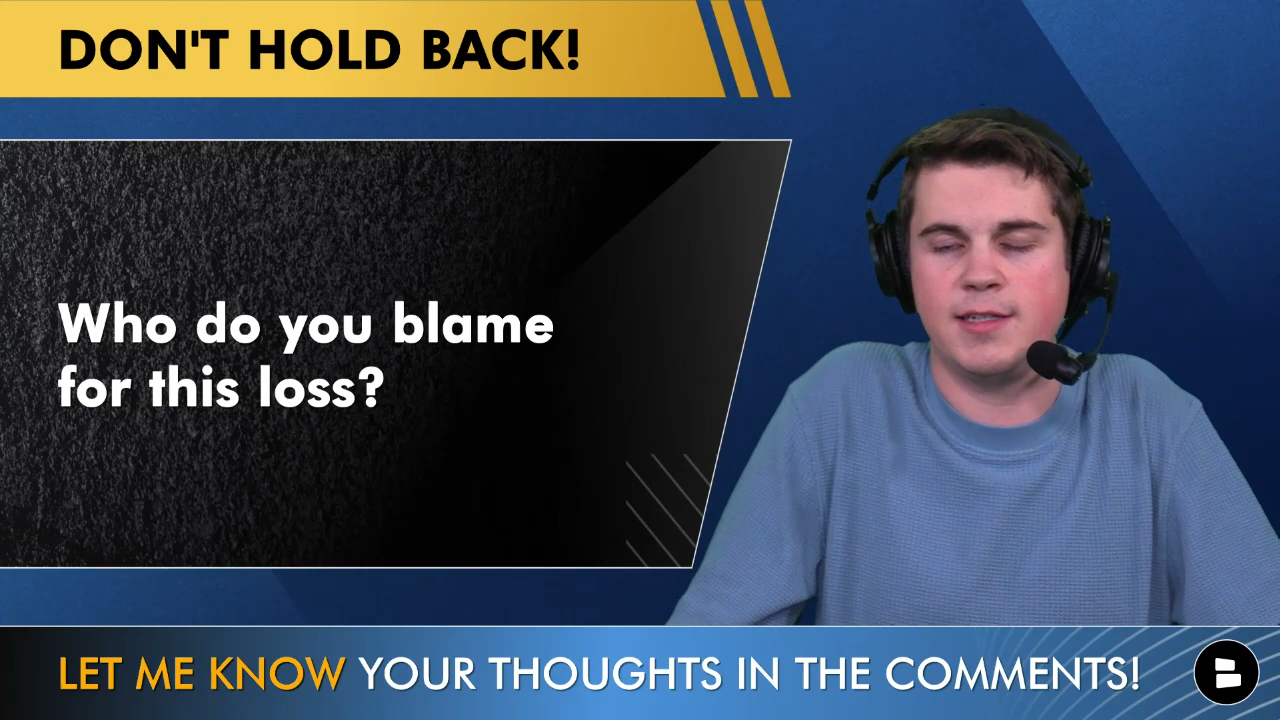 DON'T HOLD BACK!
Who do you blame
for this loss?
LET ME KNOW YOUR THOUGHTS IN THE COMMENTS!